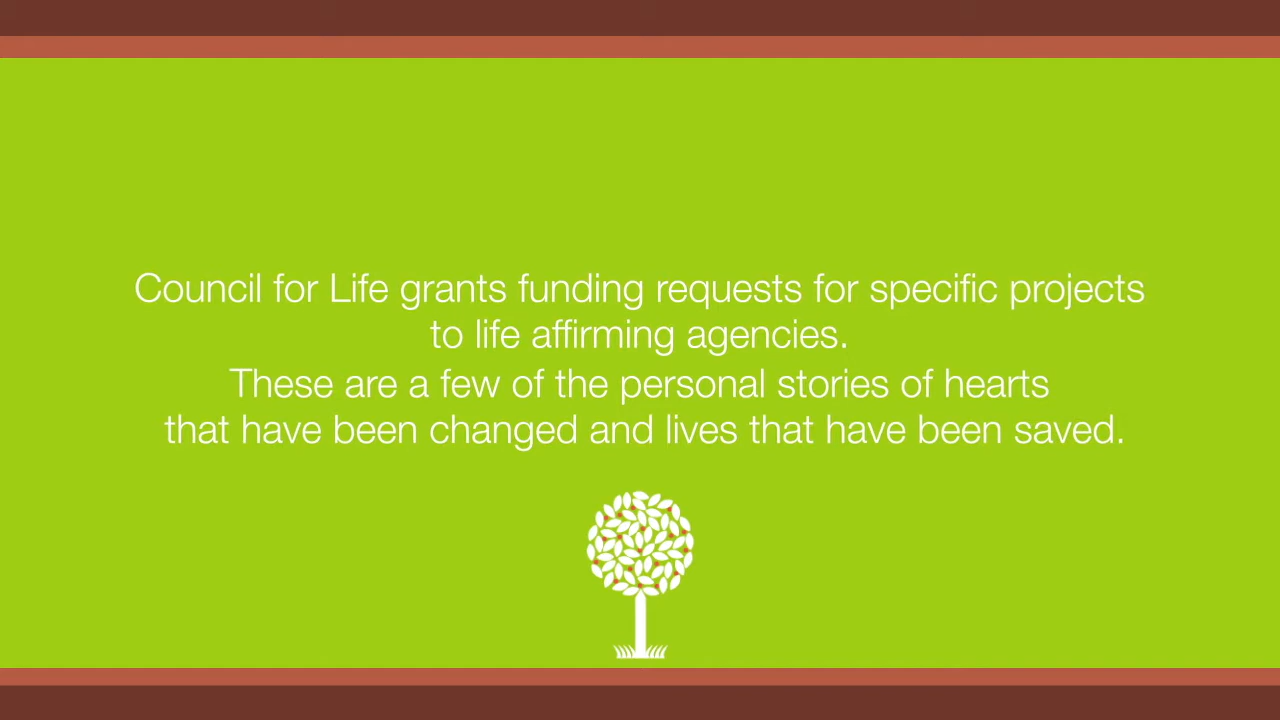 Council for Life grants funding requests for specific projects
to life affirming agencies.
These are a few of the personal stories of hearts
that have been changed and lives that have been saved.